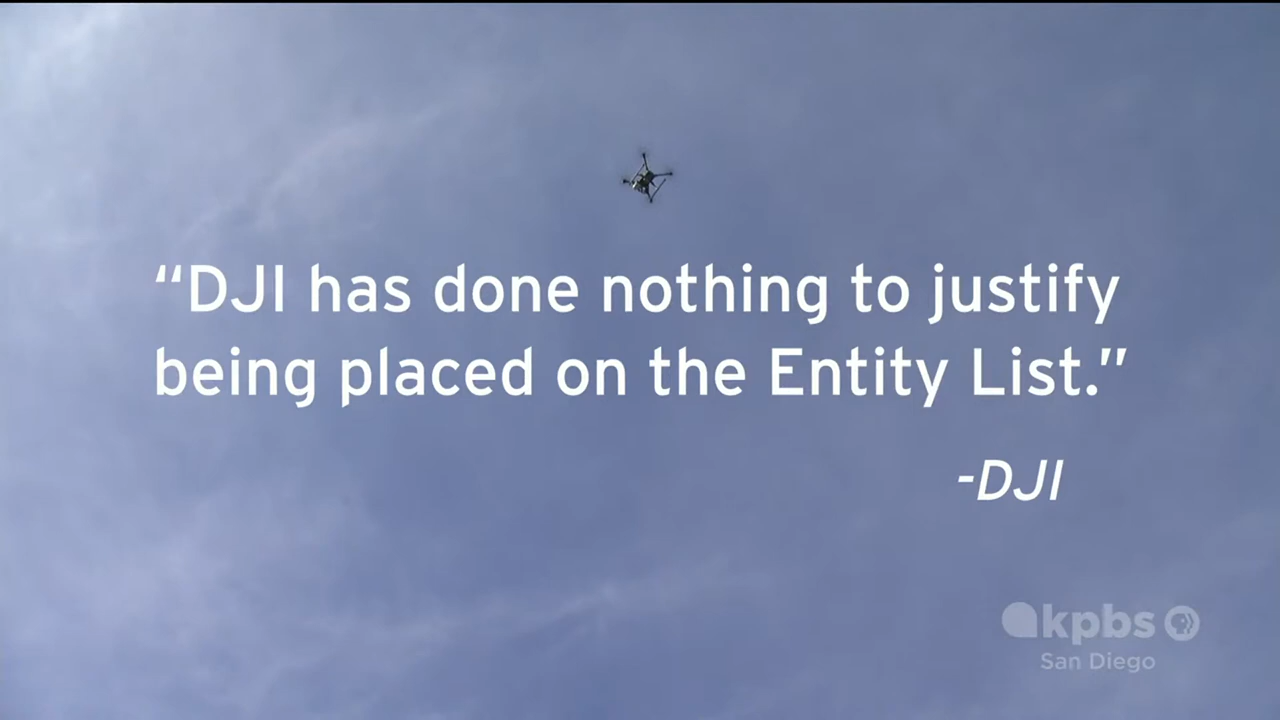 “DJI has done nothing to justify
being placed on the Entity List.”
-DJI
kpbs
San Diego